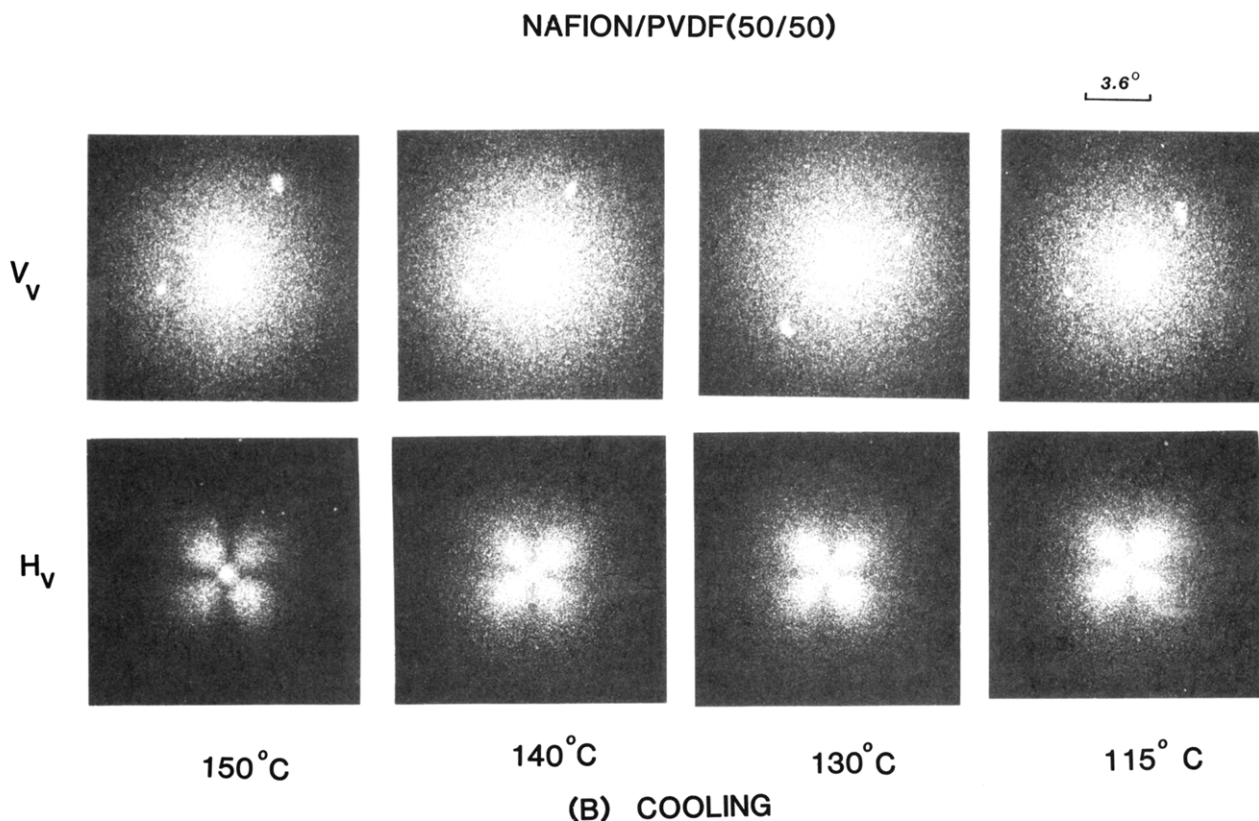 NAFION/PVDF(50/50)
3.6°
Vv
Hv
150°C
140°C
130°C
115° C
(B) COOLING